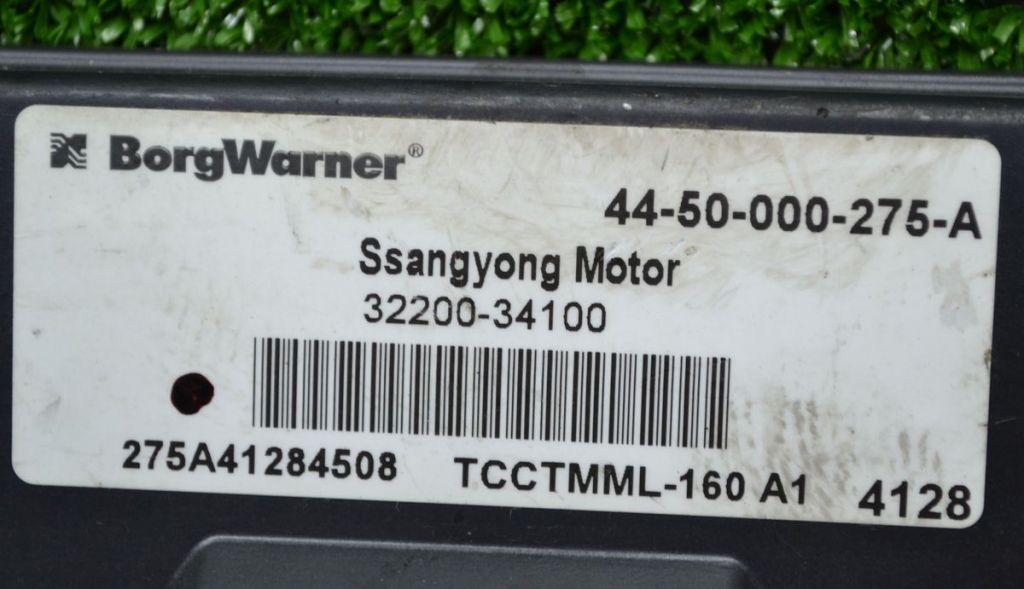 BorgWarner®
44-50-000-275-A
Ssangyong Motor
32200-34100
275A41284508 TCCTMML-160 A1 4128